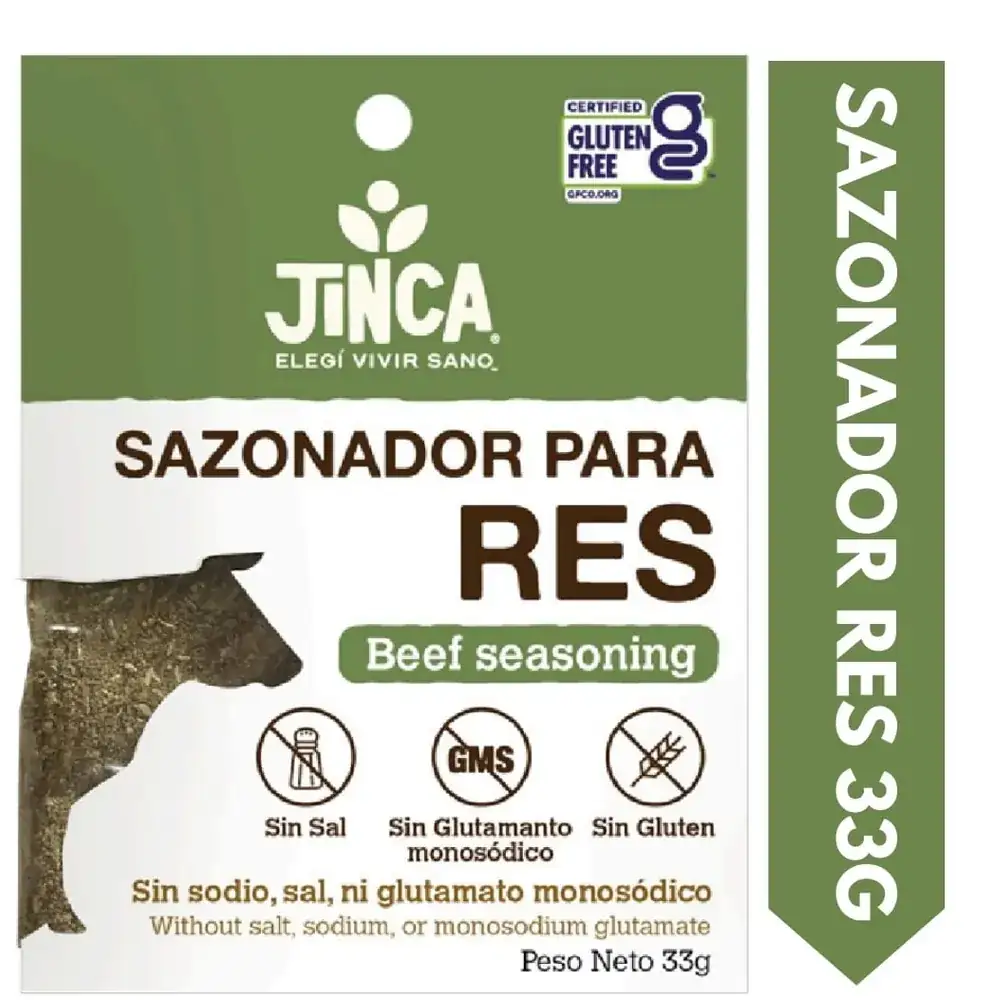 CERTIFIED
GLUTEN
FREE
GFCO.ORG
JINCA®
ELEGÍ VIVIR SANO
SAZONADOR PARA
RES
Beef seasoning
GMS
Sin Sal
Sin Glutamanto
monosódico
Sin Gluten
Sin sodio, sal, ni glutamato monosódico
Without salt, sodium, or monosodium glutamate
Peso Neto 33g
SAZONADOR RES 33G